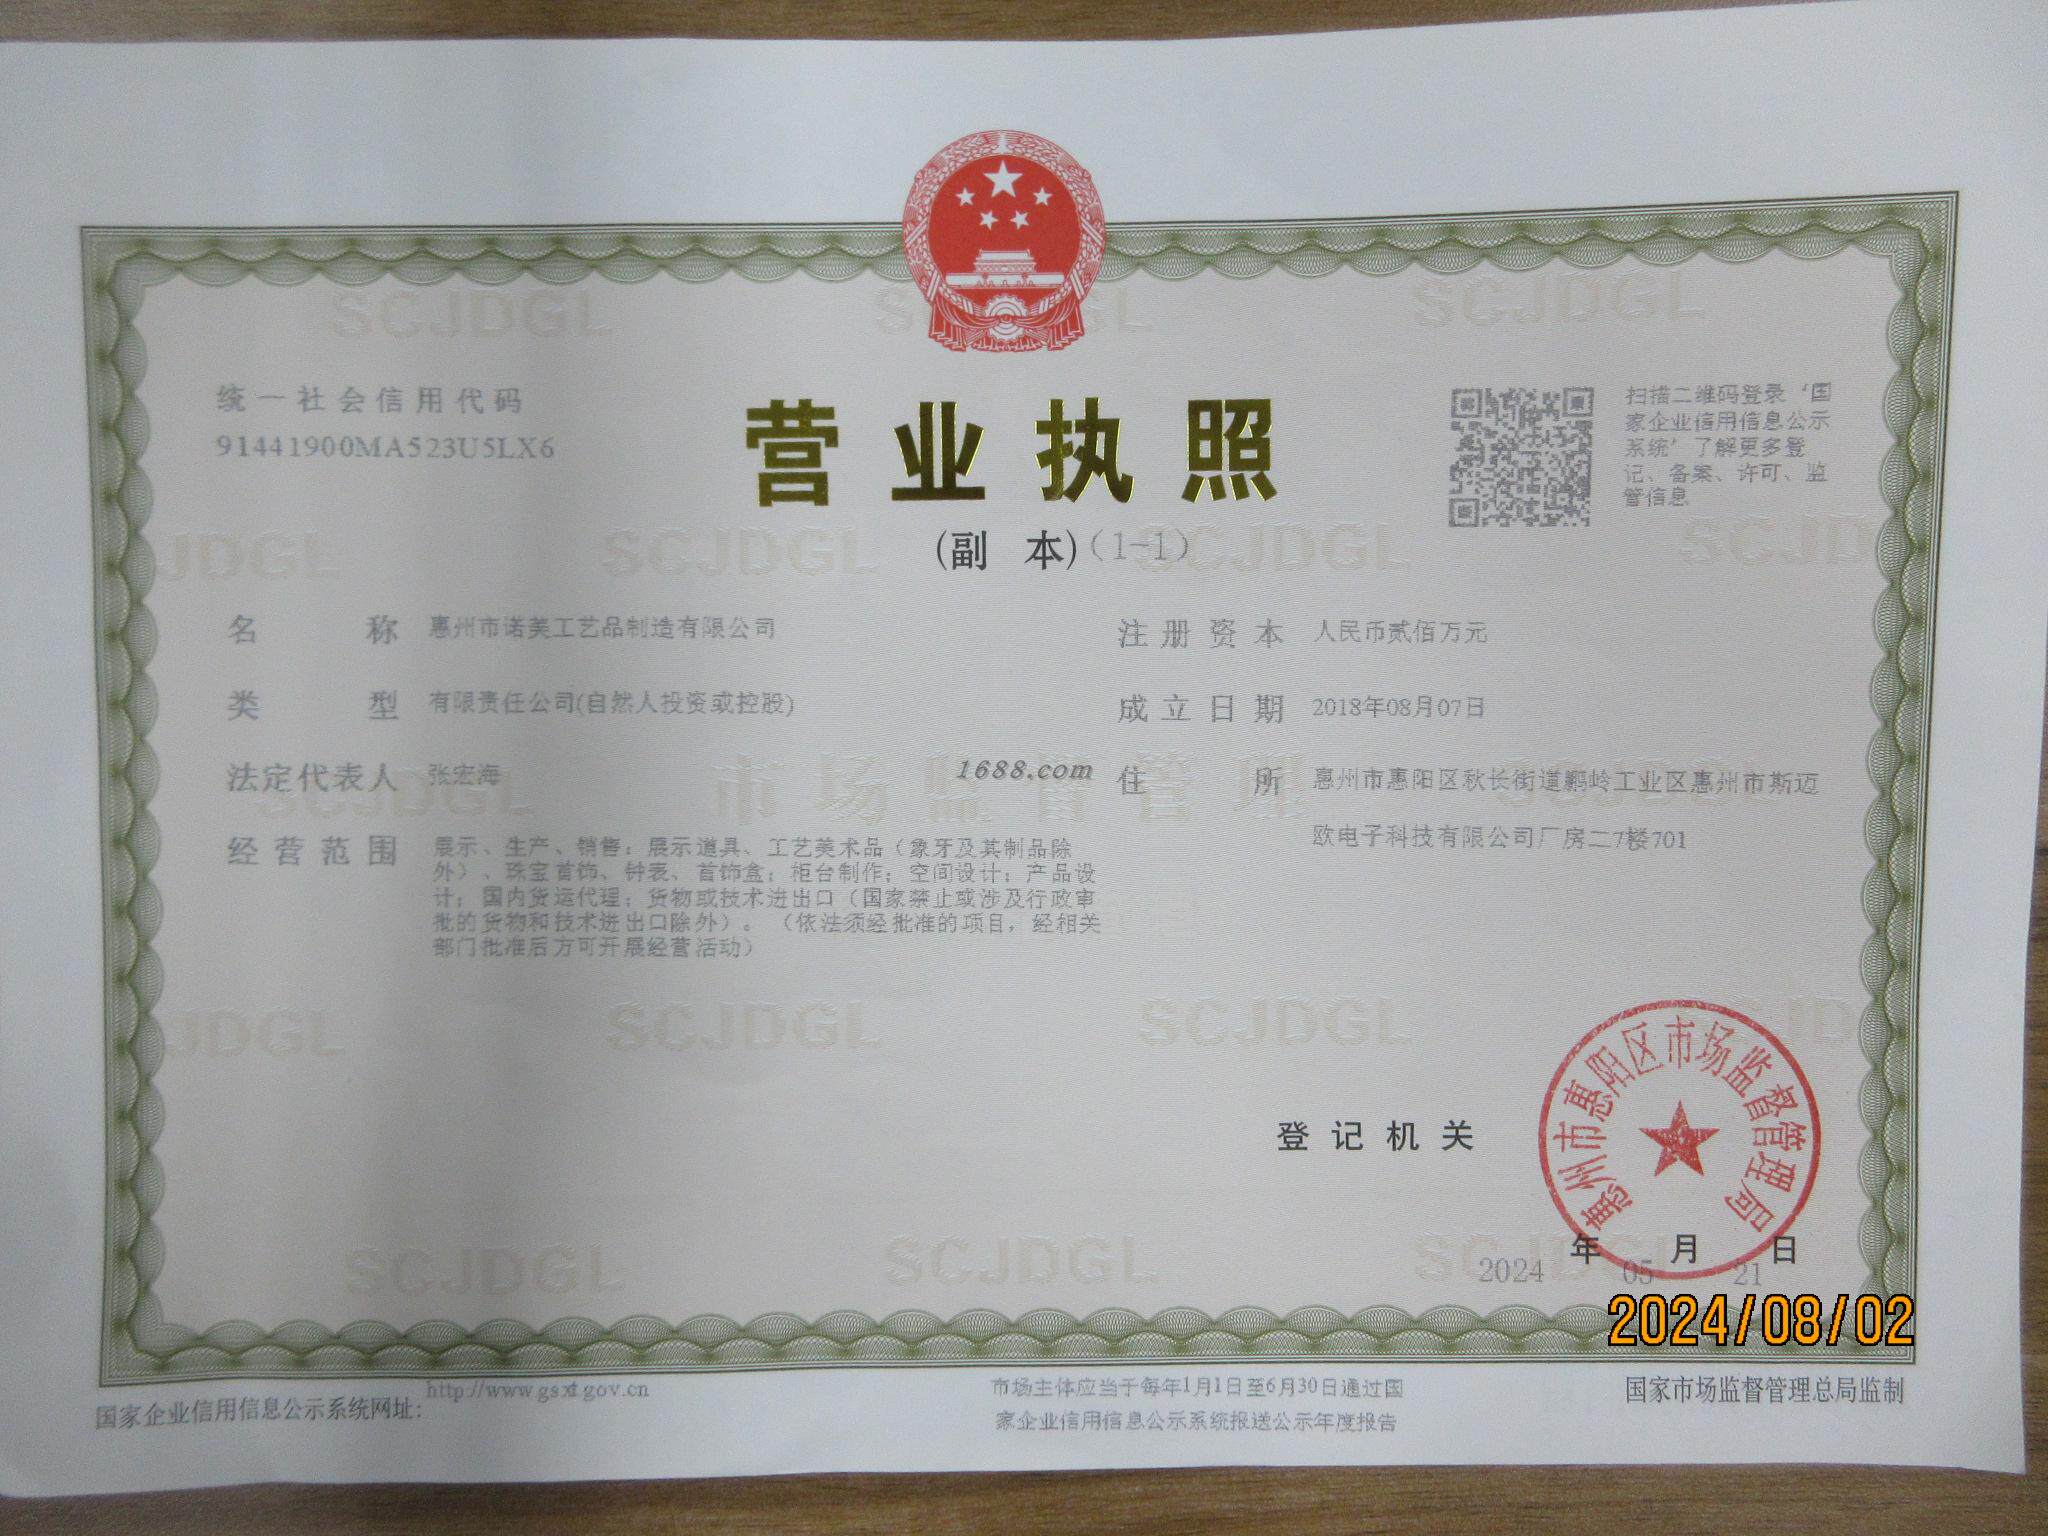 统一社会信用代码
91441900MA523U5LX6
营业执照
(副 本)（1-1）
扫描二维码登录‘国
家企业信用信息公示
系统’了解更多登
记、备案、许可、监
管信息
名称 惠州市诺美工艺品制造有限公司
类型 有限责任公司(自然人投资或控股)
法定代表人 张宏海
经营范围 展示、生产、销售：展示道具、工艺美术品（象牙及其制品除
外）、珠宝首饰、钟表、首饰盒；柜台制作；空间设计；产品设
计；国内货运代理；货物或技术进出口（国家禁止或涉及行政审
批的货物和技术进出口除外）。（依法须经批准的项目，经相关
部门批准后方可开展经营活动）
注册资本 人民币贰佰万元
成立日期 2018年08月07日
住所 惠州市惠阳区秋长街道鹏岭工业区惠州市斯迈
欧电子科技有限公司厂房二7楼701
1688.com
市场监督管理
SCJDGL
登记机关
惠州市惠阳区市场监督管理局
2024年05月21日
2024/08/02
国家企业信用信息公示系统网址: http://www.gsxt.gov.cn
市场主体应当于每年1月1日至6月30日通过国
家企业信用信息公示系统报送公示年度报告
国家市场监督管理总局监制